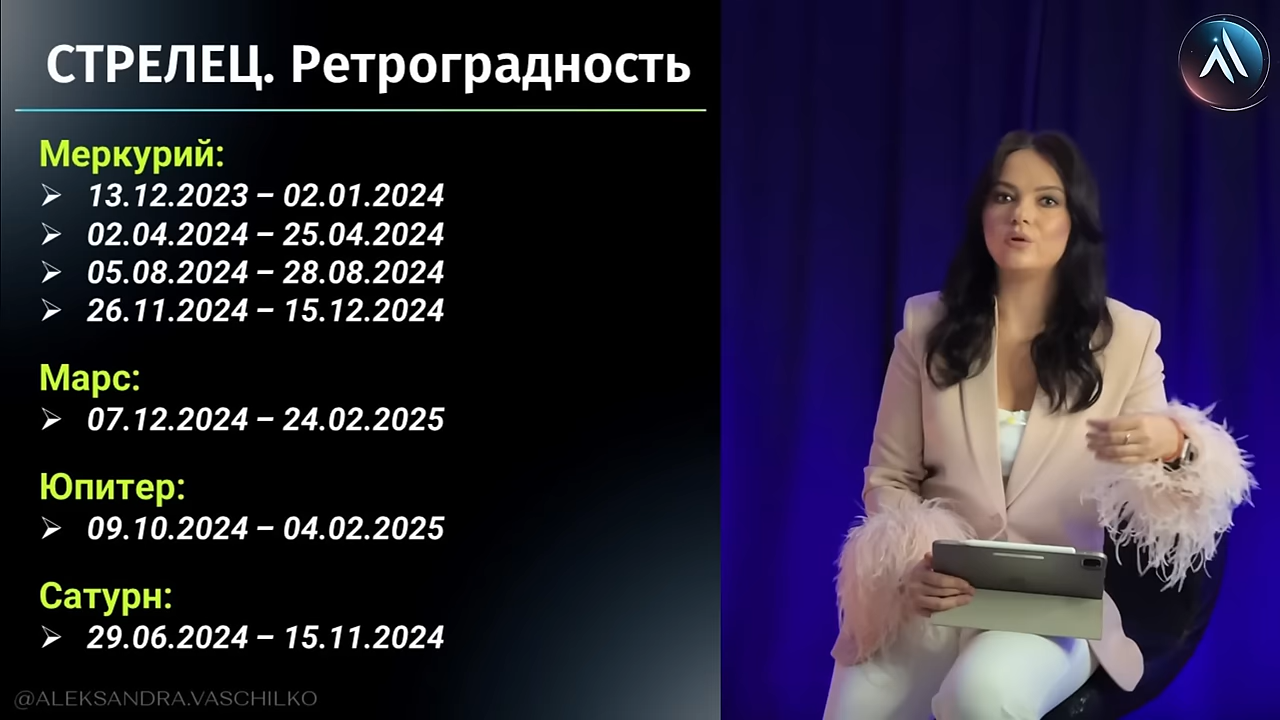 СТРЕЛЕЦ. Ретроградность
Меркурий:
➢ 13.12.2023 – 02.01.2024
➢ 02.04.2024 – 25.04.2024
➢ 05.08.2024 – 28.08.2024
➢ 26.11.2024 – 15.12.2024
Марс:
➢ 07.12.2024 – 24.02.2025
Юпитер:
➢ 09.10.2024 – 04.02.2025
Сатурн:
➢ 29.06.2024 – 15.11.2024
@ALEKSANDRA.VASCHILKO